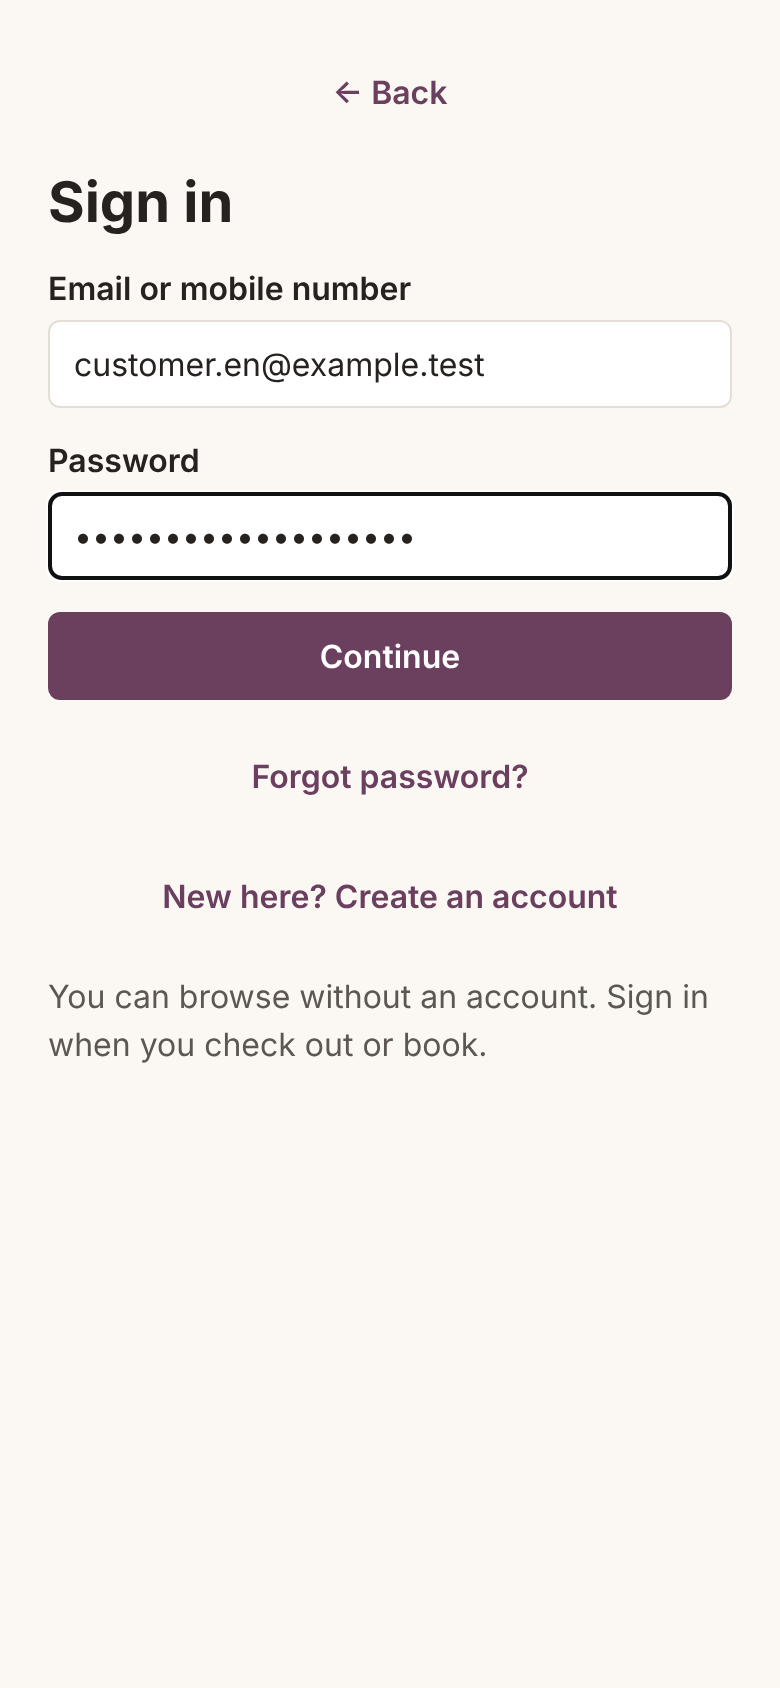 ← Back
Sign in
Email or mobile number
customer.en@example.test
Password
•••••••••••••••••••
Continue
Forgot password?
New here? Create an account
You can browse without an account. Sign in
when you check out or book.